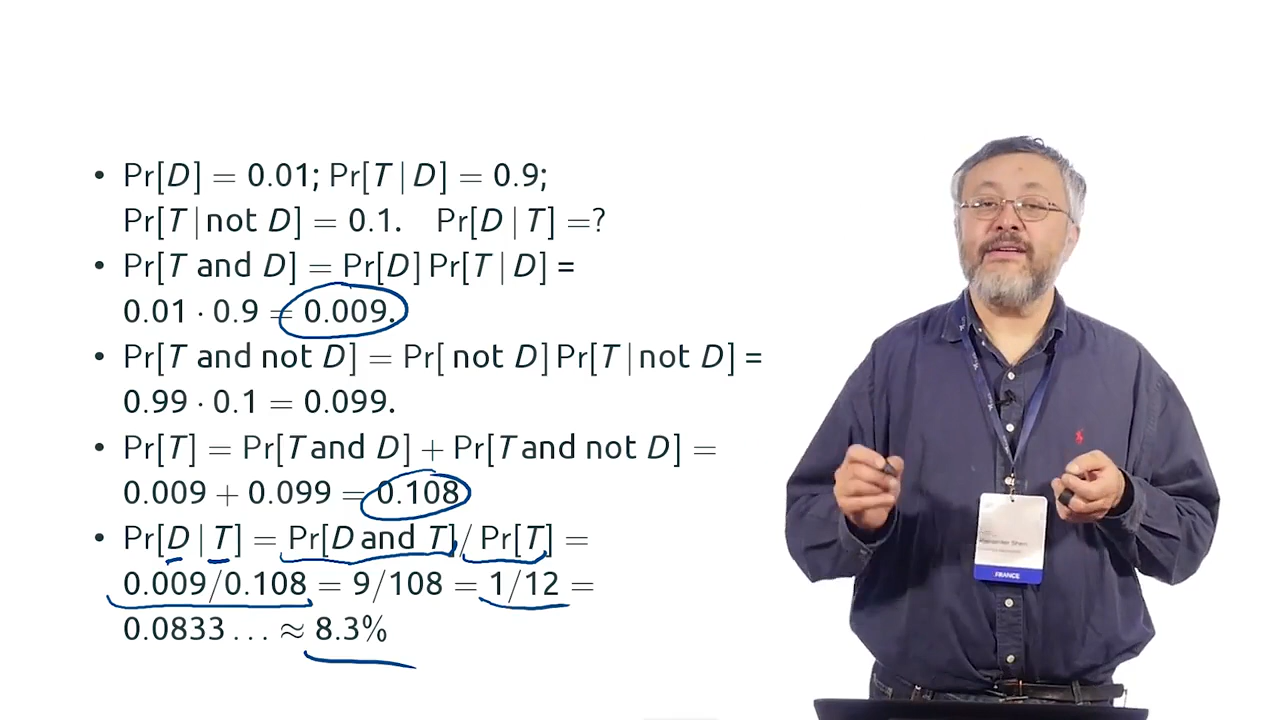 • Pr[D] = 0.01; Pr[T | D] = 0.9;
Pr[T | not D] = 0.1. Pr[D | T] =?
• Pr[T and D] = Pr[D] Pr[T | D] =
0.01 · 0.9 = 0.009.
• Pr[T and not D] = Pr[ not D] Pr[T | not D] =
0.99 · 0.1 = 0.099.
• Pr[T] = Pr[T and D] + Pr[T and not D] =
0.009 + 0.099 = 0.108
• Pr[D | T] = Pr[D and T]/ Pr[T] =
0.009/0.108 = 9/108 = 1/12 =
0.0833 . . . ≈ 8.3%
FRANCE